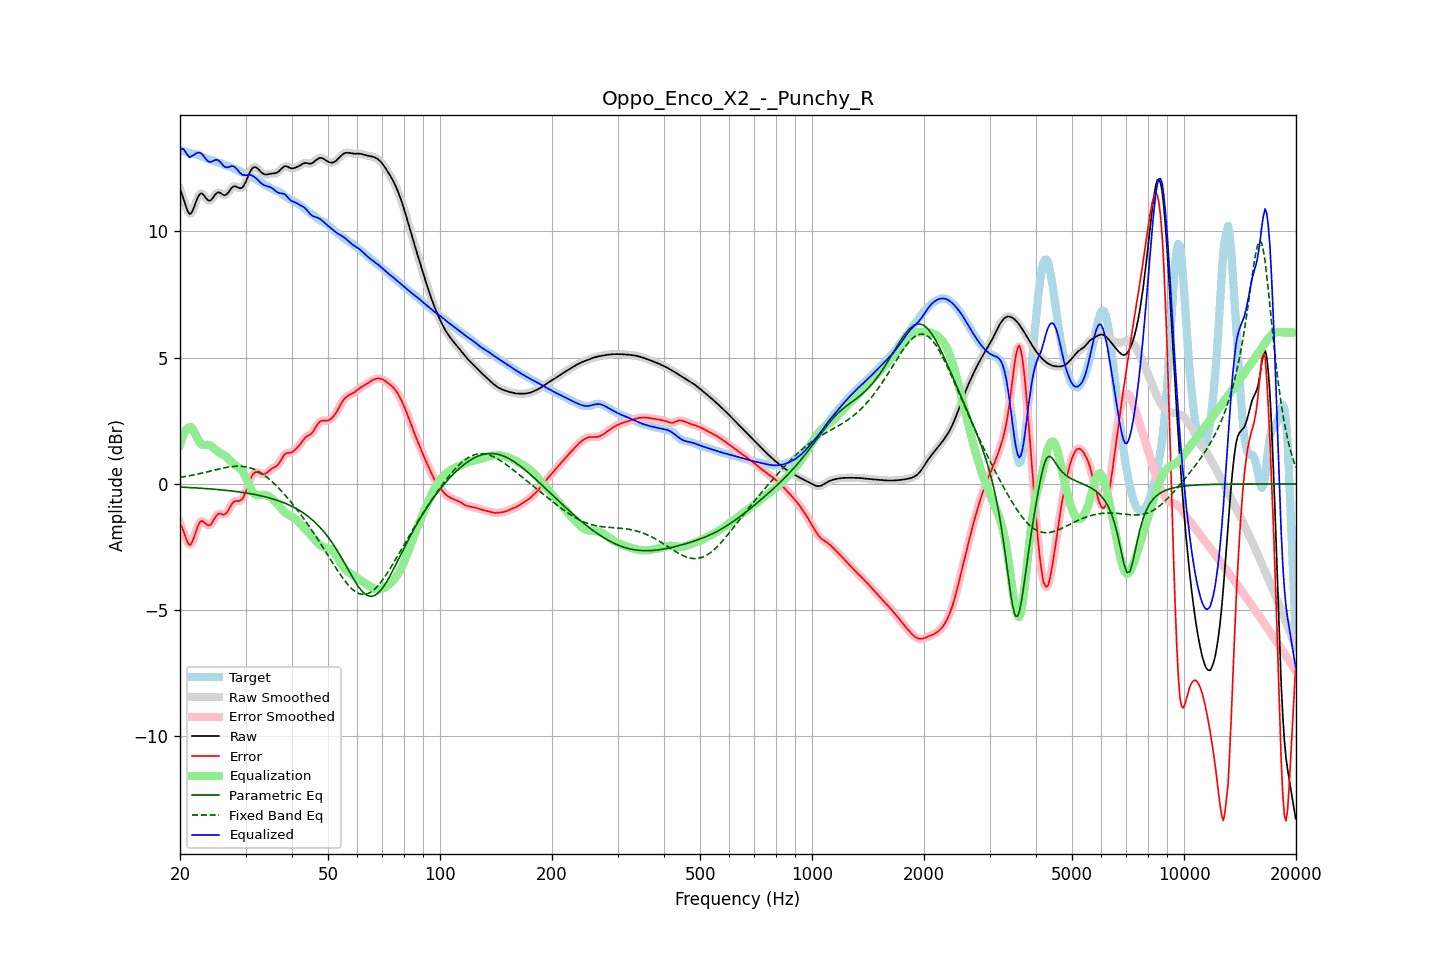 Oppo_Enco_X2_-_Punchy_R
Amplitude (dBr)
10
5
0
−5
−10
Target
Raw Smoothed
Error Smoothed
Raw
Error
Equalization
Parametric Eq
Fixed Band Eq
Equalized
20 50 100 200 500 1000 2000 5000 10000 20000
Frequency (Hz)